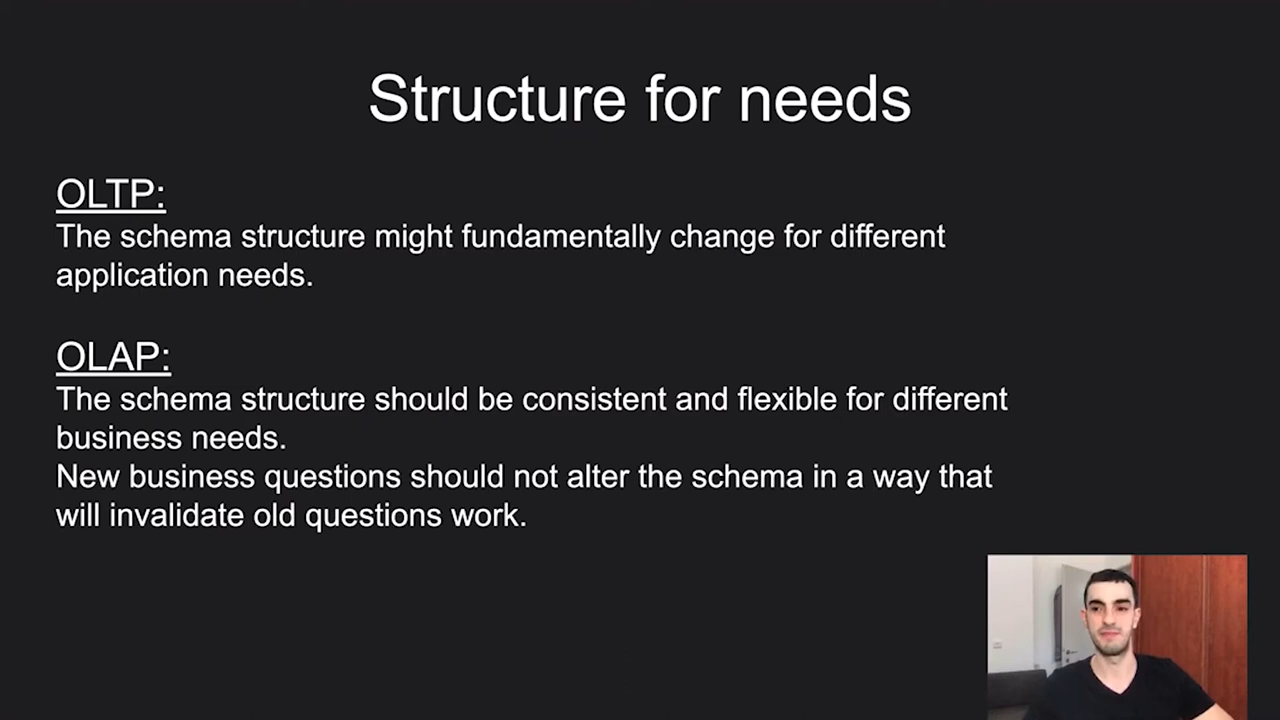 Structure for needs
OLTP:
The schema structure might fundamentally change for different
application needs.
OLAP:
The schema structure should be consistent and flexible for different
business needs.
New business questions should not alter the schema in a way that
will invalidate old questions work.